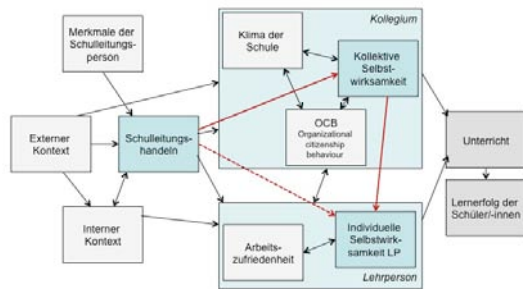 Kollegium
Merkmale der
Schulleitungs-
person
Klima der
Schule
Kollektive
Selbst-
wirksamkeit
Externer
Kontext
Schulleitungs-
handeln
OCB
Organizational
citizenship
behaviour
Unterricht
Lernerfolg der
Schüler/-innen
Interner
Kontext
Arbeits-
zufriedenheit
Individuelle
Selbstwirk-
samkeit LP
Lehrperson